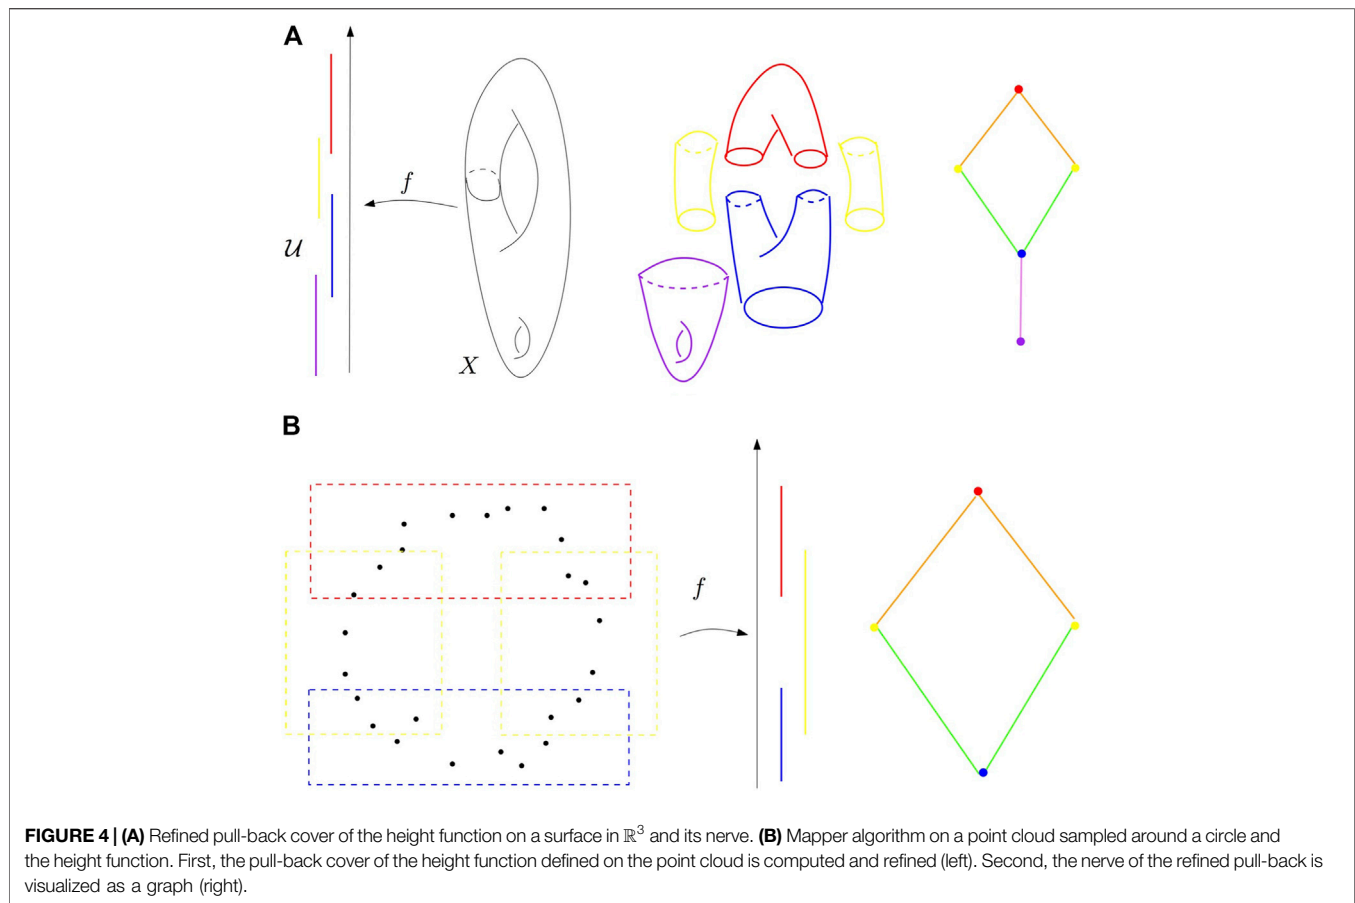 A
f
𝒰
X
B
f
FIGURE 4 | (A) Refined pull-back cover of the height function on a surface in ℝ³ and its nerve. (B) Mapper algorithm on a point cloud sampled around a circle and
the height function. First, the pull-back cover of the height function defined on the point cloud is computed and refined (left). Second, the nerve of the refined pull-back is
visualized as a graph (right).